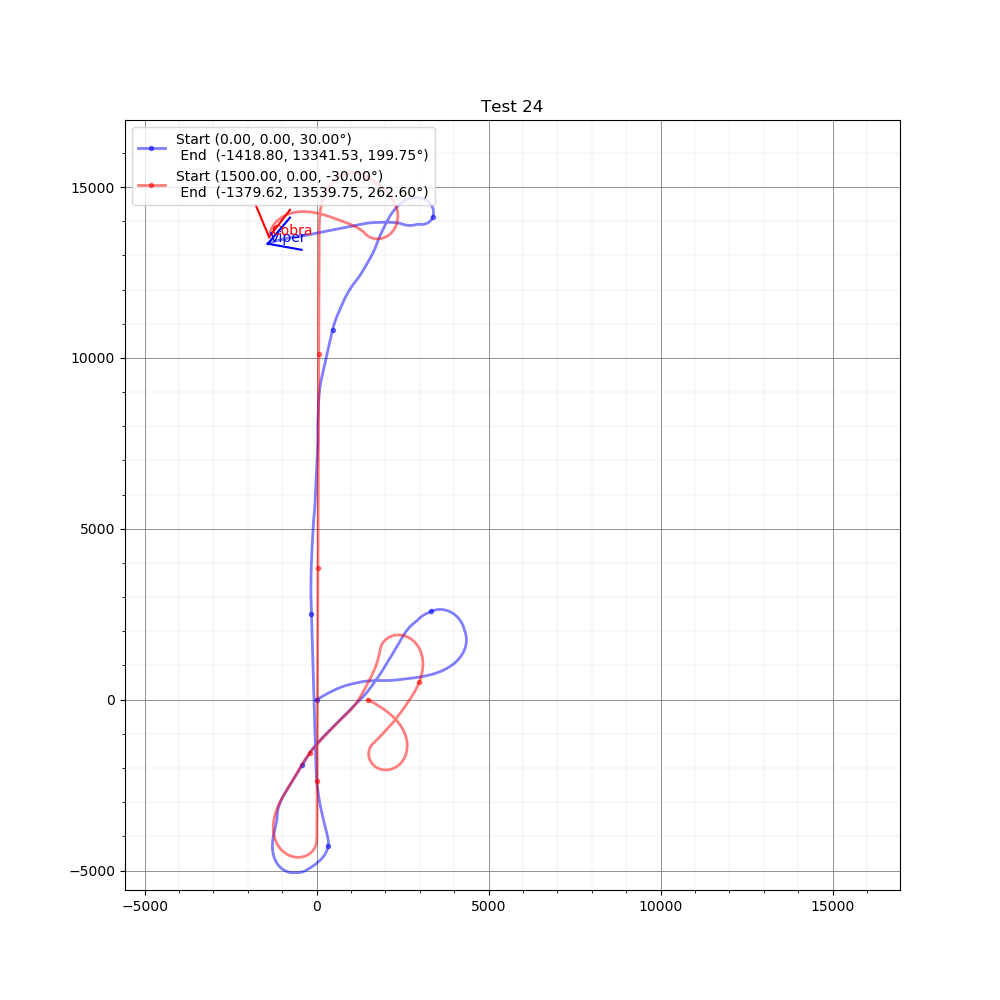 Test 24
Start (0.00, 0.00, 30.00°)
End (-1418.80, 13341.53, 199.75°)
Start (1500.00, 0.00, -30.00°)
End (-1379.62, 13539.75, 262.60°)
Cobra
Viper
15000
10000
5000
0
−5000
−5000
0
5000
10000
15000